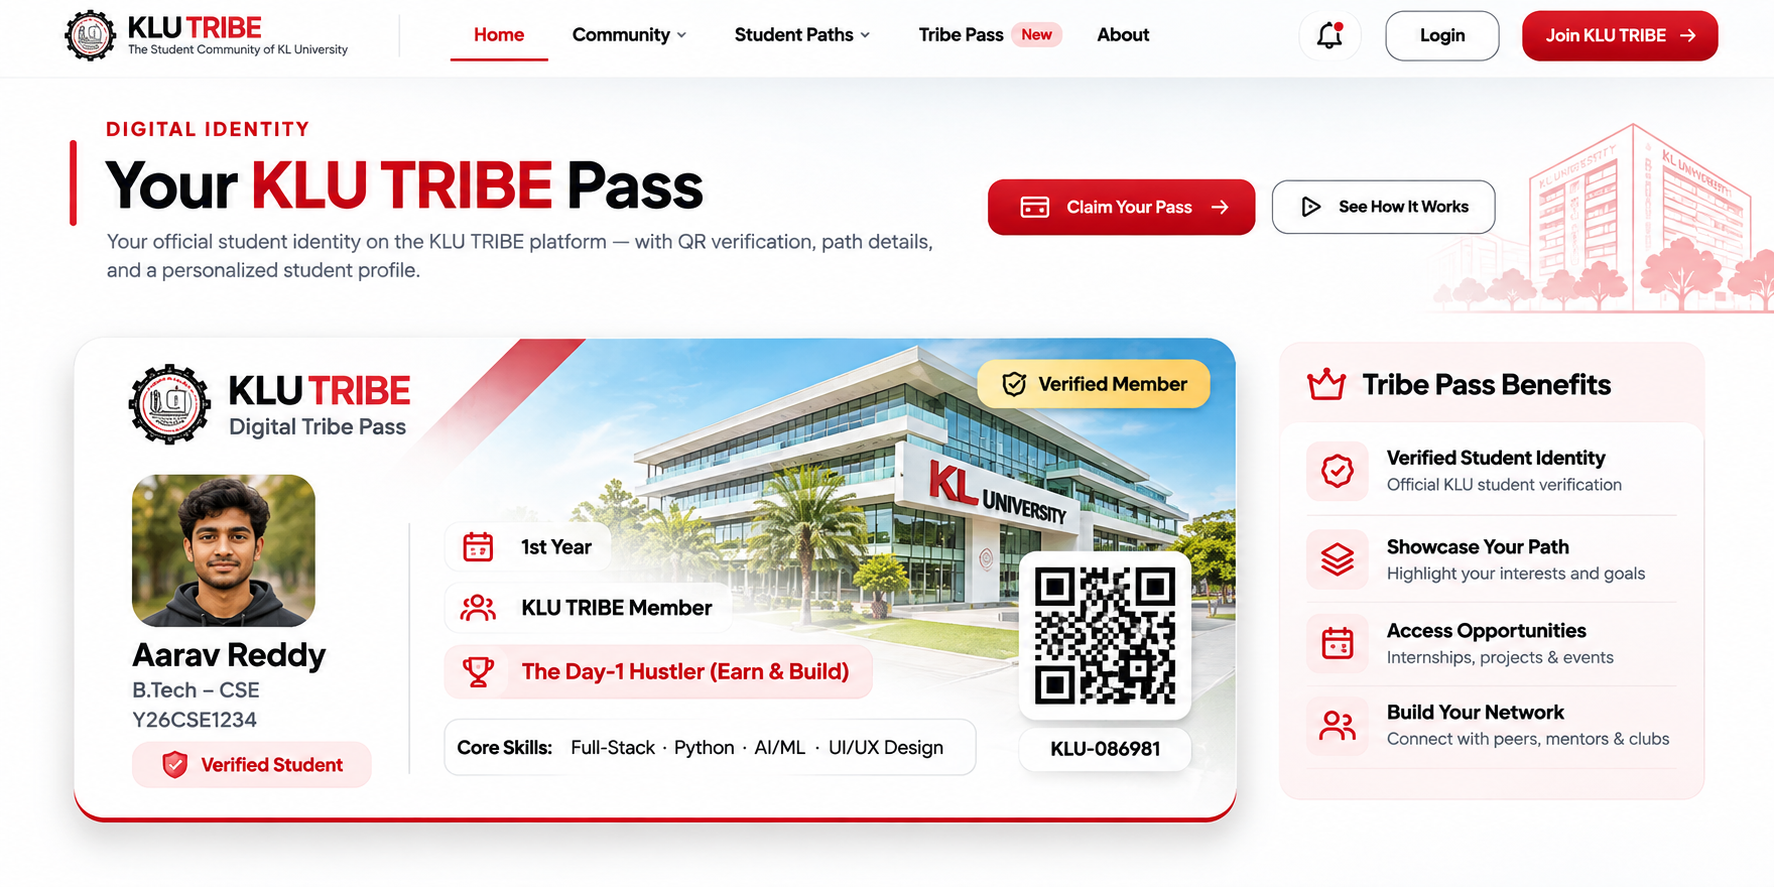 KLU TRIBE
The Student Community of KL University
Home
Community
Student Paths
Tribe Pass New
About
Login
Join KLU TRIBE
DIGITAL IDENTITY
Your KLU TRIBE Pass
Your official student identity on the KLU TRIBE platform — with QR verification, path details,
and a personalized student profile.
Claim Your Pass
See How It Works
KL UNIVERSITY
KLU TRIBE
Digital Tribe Pass
Verified Member
KL UNIVERSITY
Aarav Reddy
B.Tech – CSE
Y26CSE1234
Verified Student
1st Year
KLU TRIBE Member
The Day-1 Hustler (Earn & Build)
Core Skills: Full-Stack · Python · AI/ML · UI/UX Design
KLU-086981
Tribe Pass Benefits
Verified Student Identity
Official KLU student verification
Showcase Your Path
Highlight your interests and goals
Access Opportunities
Internships, projects & events
Build Your Network
Connect with peers, mentors & clubs